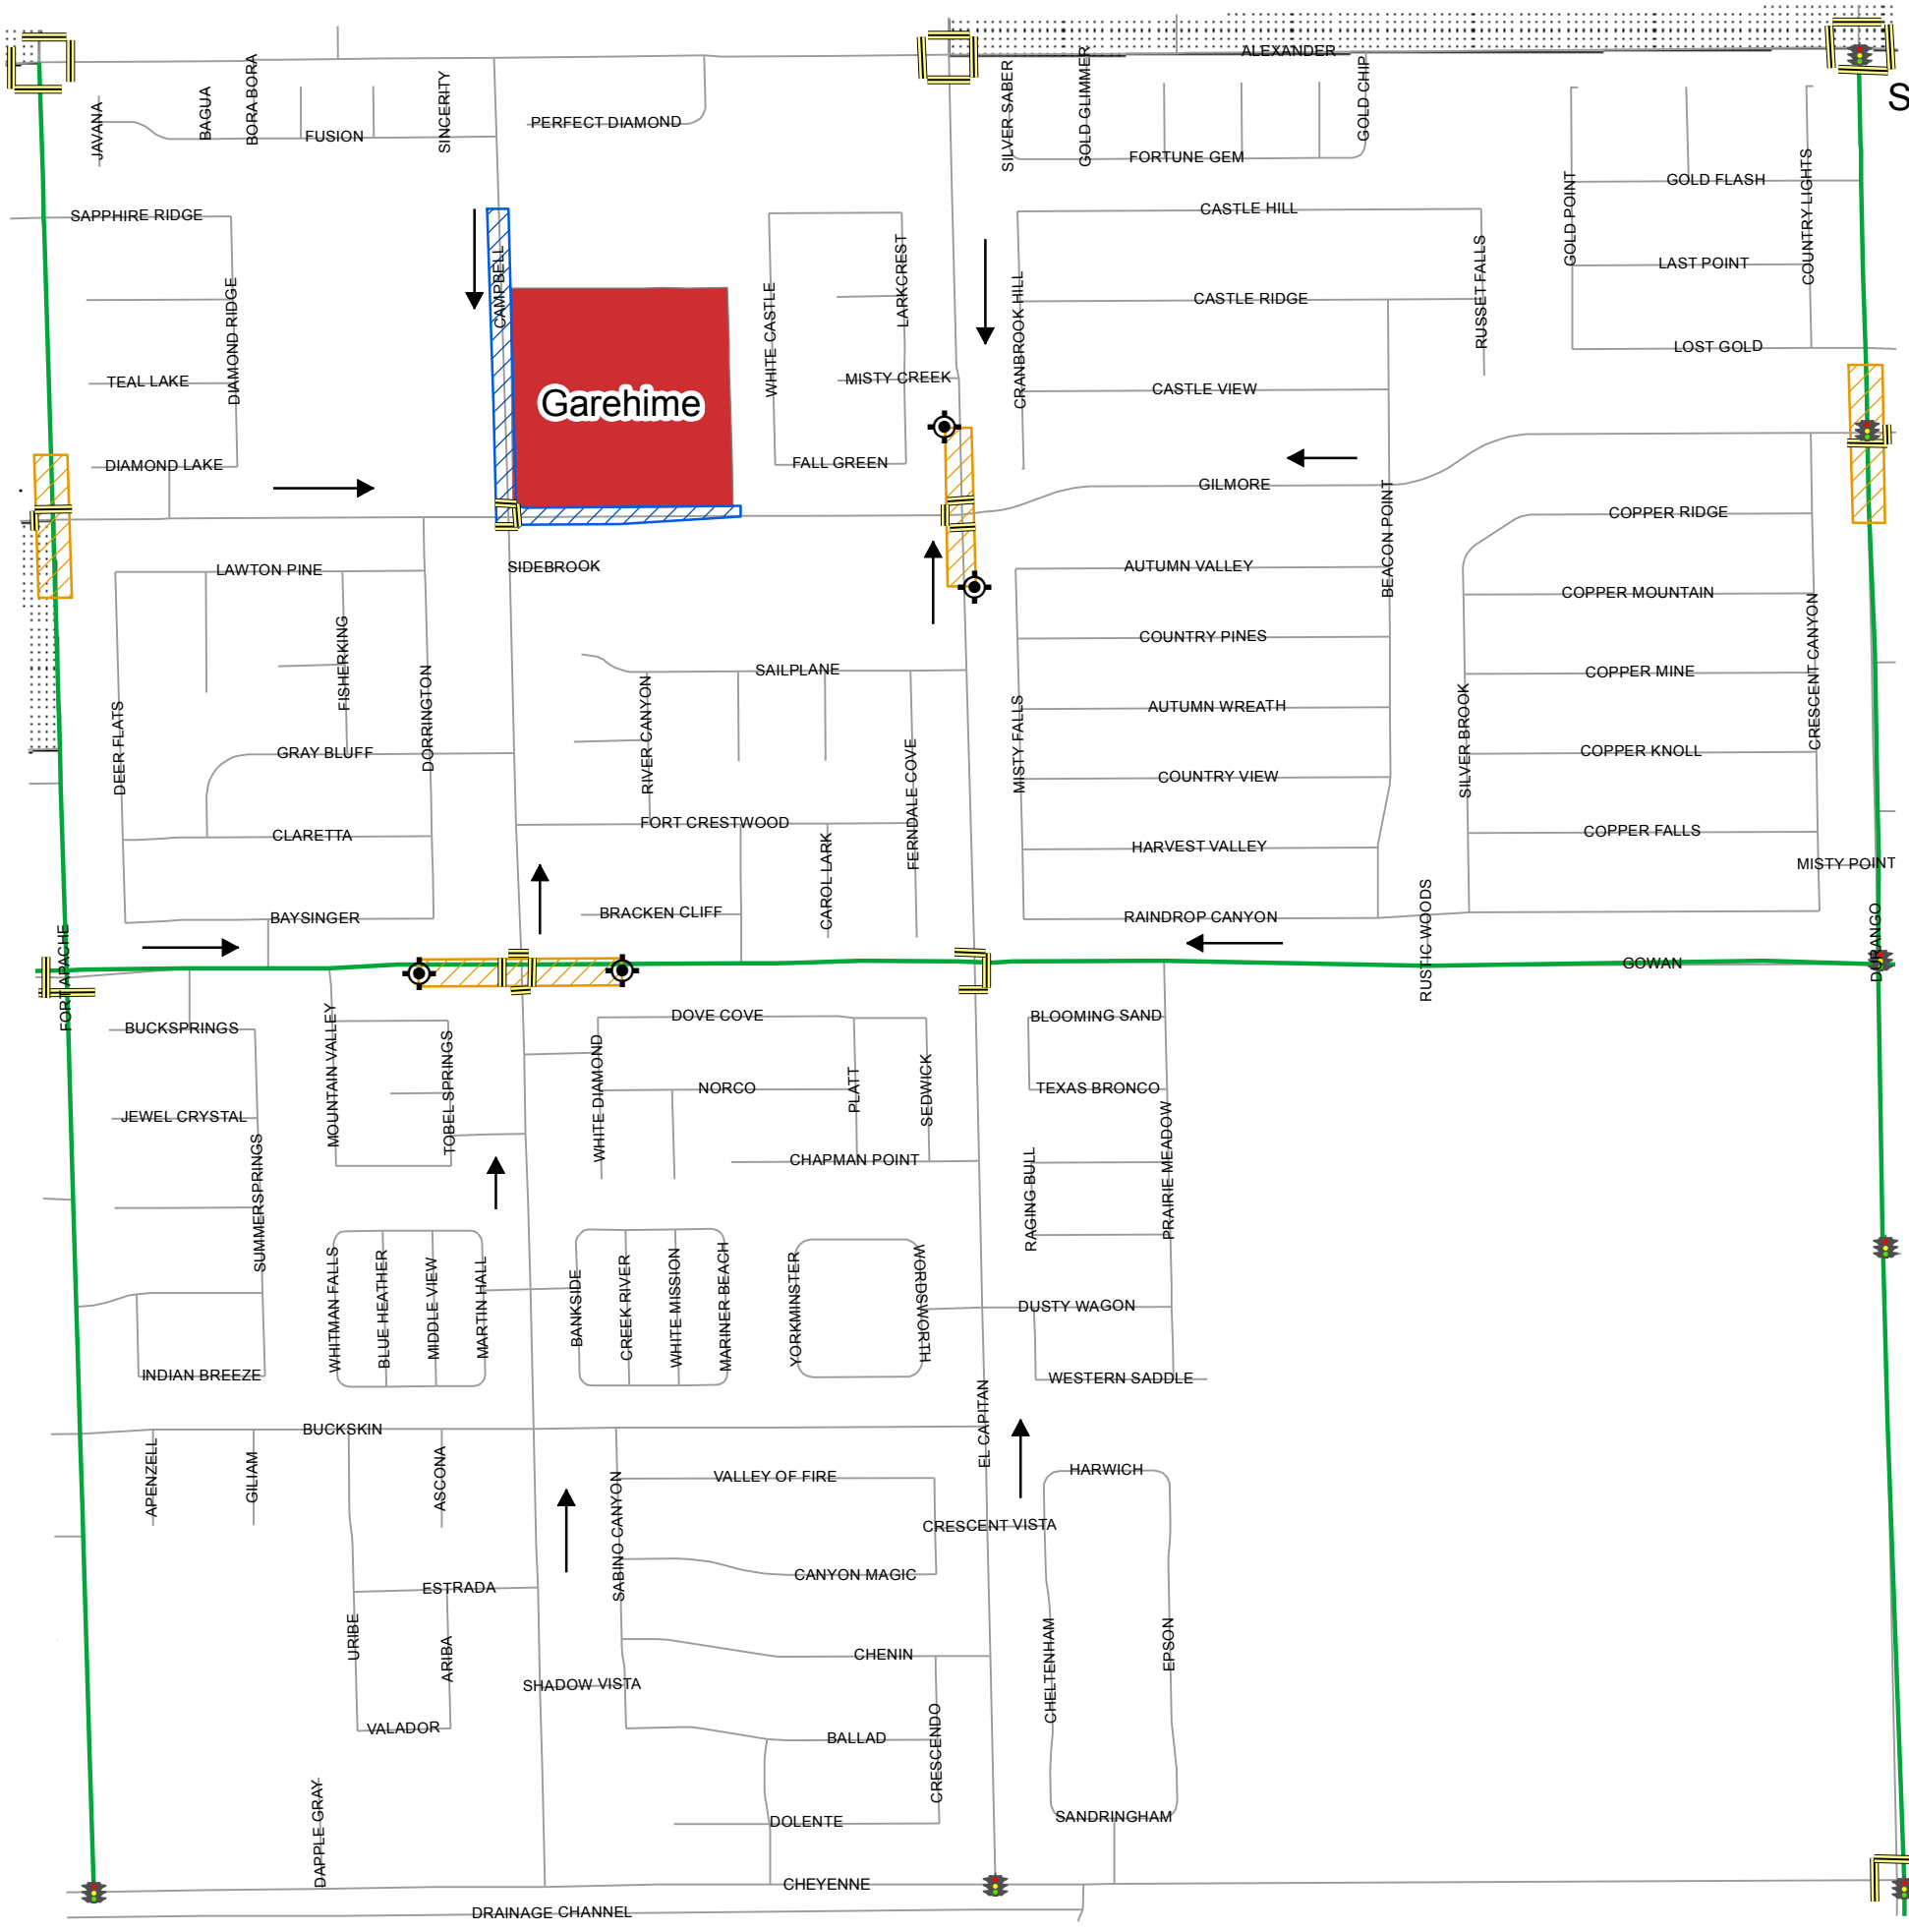 ALEXANDER
S
JAVANA
BAGUA
BORA BORA
FUSION
SINCERITY
PERFECT DIAMOND
SILVER SABER
GOLD GLIMMER
GOLD CHIP
FORTUNE GEM
GOLD POINT
GOLD FLASH
COUNTRY LIGHTS
SAPPHIRE RIDGE
CASTLE HILL
CAMPBELL
LARKCREST
RUSSET FALLS
LAST POINT
DIAMOND RIDGE
WHITE CASTLE
CRANBROOK HILL
CASTLE RIDGE
LOST GOLD
TEAL LAKE
MISTY CREEK
CASTLE VIEW
Garehime
DIAMOND LAKE
FALL GREEN
GILMORE
BEACON POINT
COPPER RIDGE
LAWTON PINE
SIDEBROOK
AUTUMN VALLEY
COPPER MOUNTAIN
FISHERKING
COUNTRY PINES
CRESCENT CANYON
SAILPLANE
COPPER MINE
DEER FLATS
DORRINGTON
RIVER CANYON
MISTY FALLS
AUTUMN WREATH
SILVER BROOK
GRAY BLUFF
COPPER KNOLL
FERNDALE COVE
COUNTRY VIEW
FORT CRESTWOOD
CLARETTA
COPPER FALLS
CAROL LARK
HARVEST VALLEY
MISTY POINT
BRACKEN CLIFF
BAYSINGER
RAINDROP CANYON
RUSTIC WOODS
DURANGO
FORT APACHE
GOWAN
BUCKSPRINGS
MOUNTAIN VALLEY
TOBEL SPRINGS
WHITE DIAMOND
DOVE COVE
BLOOMING SAND
NORCO
PLATT
SEDWICK
TEXAS BRONCO
JEWEL CRYSTAL
CHAPMAN POINT
SUMMERSPRINGS
RAGING BULL
PRAIRIE MEADOW
WHITMAN FALLS
BLUE HEATHER
MIDDLE VIEW
MARTIN HALL
BANKSIDE
CREEK RIVER
WHITE MISSION
MARINER BEACH
YORKMINSTER
WORDSWORTH
DUSTY WAGON
INDIAN BREEZE
WESTERN SADDLE
BUCKSKIN
EL CAPITAN
APENZELL
GILIAM
ASCONA
VALLEY OF FIRE
HARWICH
SABINO CANYON
CRESCENT VISTA
CANYON MAGIC
ESTRADA
URIBE
ARIBA
CHENIN
CHELTENHAM
EPSON
SHADOW VISTA
VALADOR
BALLAD
CRESCENDO
DAPPLE GRAY
DOLENTE
SANDRINGHAM
CHEYENNE
DRAINAGE CHANNEL